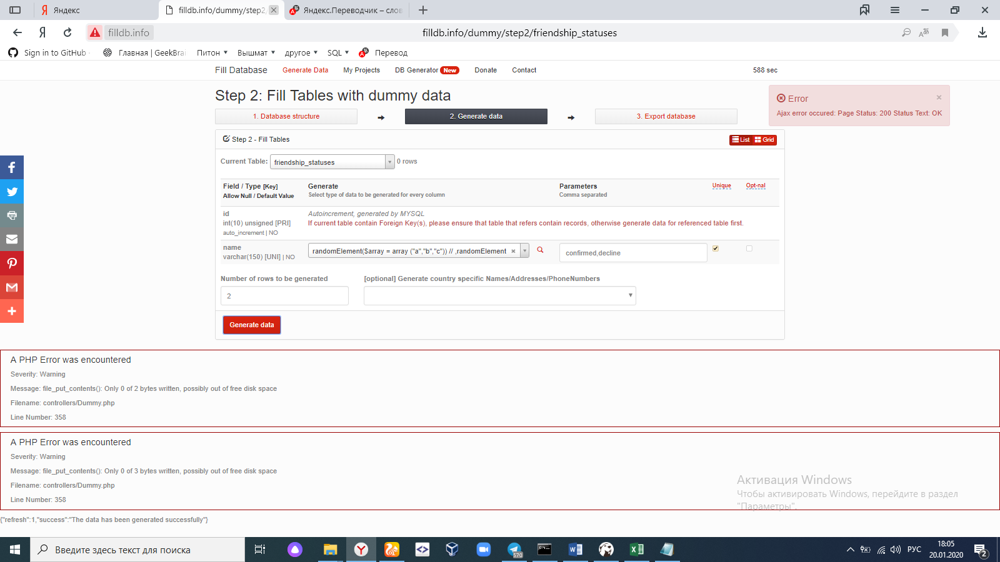 Яндекс
filldb.info/dummy/step2
Яндекс.Переводчик – слов
filldb.info
filldb.info/dummy/step2/friendship_statuses
Sign in to GitHub
Главная | GeekBrai
Питон
Вышмат
другое
SQL
Перевод
Fill Database
Generate Data
My Projects
DB Generator New
Donate
Contact
588 sec
Step 2: Fill Tables with dummy data
Error
Ajax error occured: Page Status: 200 Status Text: OK
1. Database structure
2. Generate data
3. Export database
Step 2 - Fill Tables
List Grid
Current Table: friendship_statuses 0 rows
Field / Type [Key]
Allow Null / Default Value
Generate
Select type of data to be generated for every column
Parameters
Comma separated
Unique
Opt-nal
id
int(10) unsigned [PRI]
auto_increment | NO
Autoincrement, generated by MYSQL
If current table contain Foreign Key(s), please ensure that table that refers contain records, otherwise generate data for referenced table first.
name
varchar(150) [UNI] | NO
randomElement($array = array ("a","b","c")) // ,randomElement
confirmed,decline
Number of rows to be generated
[optional] Generate country specific Names/Addresses/PhoneNumbers
2
Generate data
A PHP Error was encountered
Severity: Warning
Message: file_put_contents(): Only 0 of 2 bytes written, possibly out of free disk space
Filename: controllers/Dummy.php
Line Number: 358
A PHP Error was encountered
Severity: Warning
Message: file_put_contents(): Only 0 of 3 bytes written, possibly out of free disk space
Filename: controllers/Dummy.php
Line Number: 358
{"refresh":1,"success":"The data has been generated successfully"}
Активация Windows
Чтобы активировать Windows, перейдите в раздел
"Параметры".
Введите здесь текст для поиска
570
РУС
18:05
20.01.2020
2